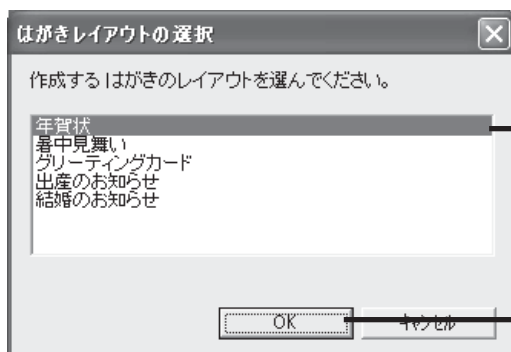 はがきレイアウトの選択
作成するはがきのレイアウトを選んでください。
年賀状
暑中見舞い
グリーティングカード
出産のお知らせ
結婚のお知らせ
OK
キャンセル